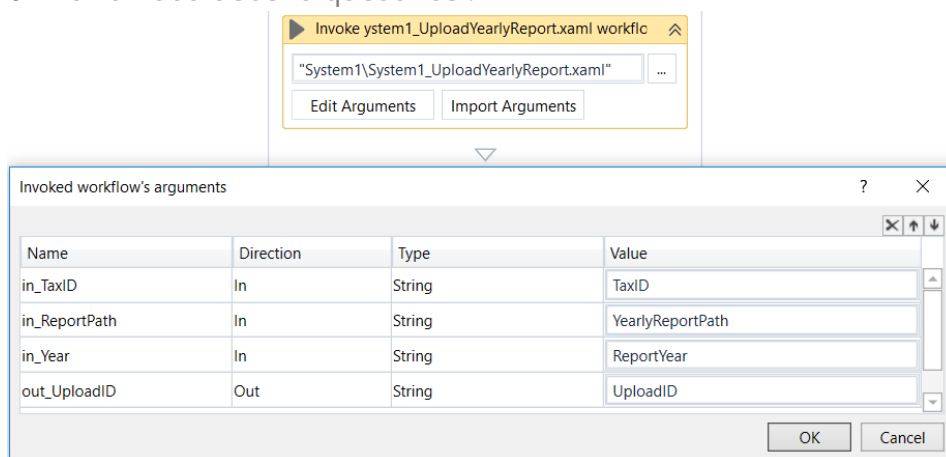 Invoke ystem1_UploadYearlyReport.xaml workflc
"System1\System1_UploadYearlyReport.xaml" ...
Edit Arguments Import Arguments
Invoked workflow's arguments ?
Name Direction Type Value
in_TaxID In String TaxID
in_ReportPath In String YearlyReportPath
in_Year In String ReportYear
out_UploadID Out String UploadID
OK Cancel